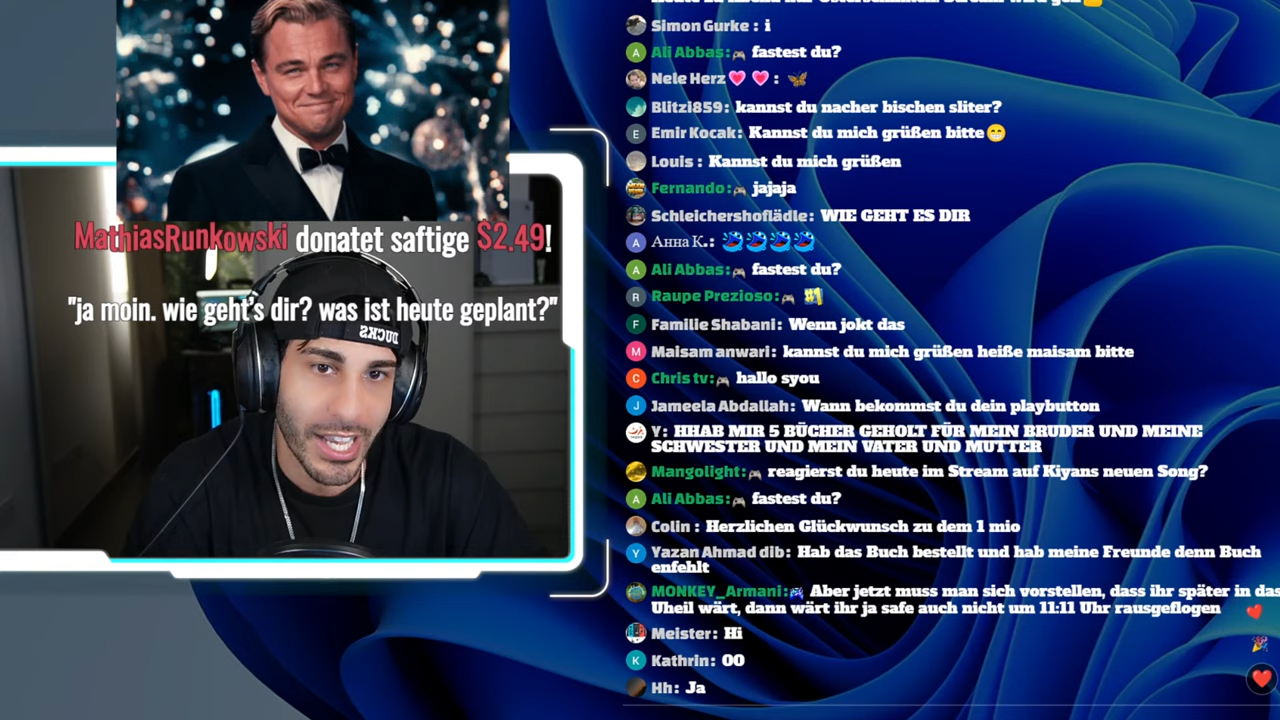 MathiasRunkowski donatet saftige $2.49!
"ja moin. wie geht's dir? was ist heute geplant?"
DUCKS
Simon Gurke : i
A Ali Abbas: fastest du?
Nele Herz💗 💗 : 🦋
Blitzi859: kannst du nacher bischen sliter?
E Emir Kocak: Kannst du mich grüßen bitte😁
Louis : Kannst du mich grüßen
Fernando: jajaja
Schleichershoflädle: WIE GEHT ES DIR
A Анна К.:
A Ali Abbas: fastest du?
R Raupe Prezioso: #1
F Familie Shabani: Wenn jokt das
M Maisam anwari: kannst du mich grüßen heiße maisam bitte
C Chris tv: hallo syou
J Jameela Abdallah: Wann bekommst du dein playbutton
Y: HHAB MIR 5 BÜCHER GEHOLT FÜR MEIN BRUDER UND MEINE
SCHWESTER UND MEIN VATER UND MUTTER
Mangolight: reagierst du heute im Stream auf Kiyans neuen Song?
A Ali Abbas: fastest du?
Colin : Herzlichen Glückwunsch zu dem 1 mio
Y Yazan Ahmad dib: Hab das Buch bestellt und hab meine Freunde denn Buch
enfehlt
MONKEY_Armani: Aber jetzt muss man sich vorstellen, dass ihr später in das
Uheil wärt, dann wärt ihr ja safe auch nicht um 11:11 Uhr rausgeflogen
Meister: Hi
K Kathrin: OO
Hh: Ja